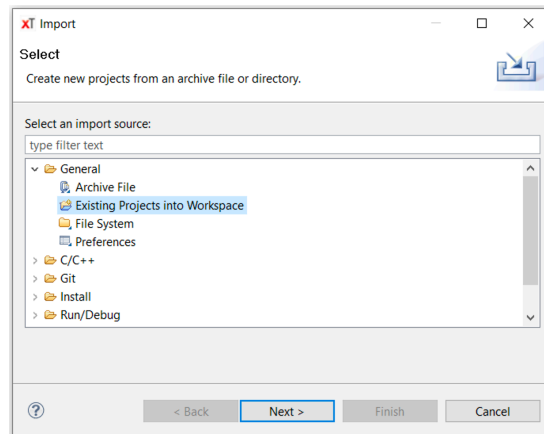 xT Import
Select
Create new projects from an archive file or directory.
Select an import source:
type filter text
General
Archive File
Existing Projects into Workspace
File System
Preferences
C/C++
Git
Install
Run/Debug
? < Back Next > Finish Cancel